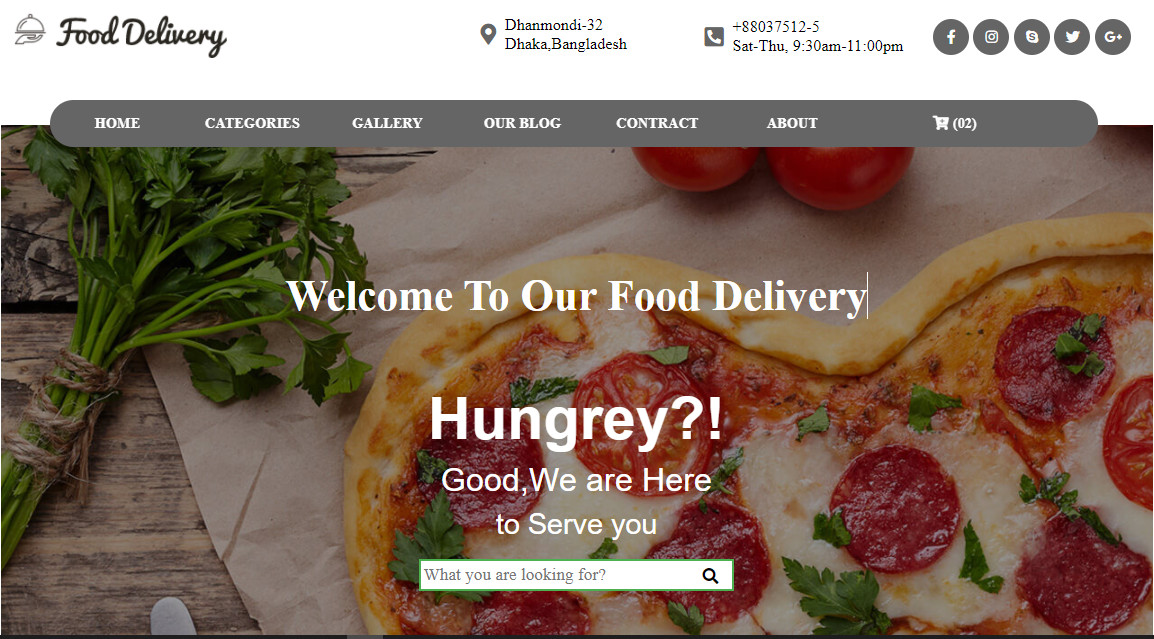 Food Delivery
Dhanmondi-32
Dhaka,Bangladesh
+88037512-5
Sat-Thu, 9:30am-11:00pm
HOME
CATEGORIES
GALLERY
OUR BLOG
CONTRACT
ABOUT
(02)
Welcome To Our Food Delivery
Hungrey?!
Good,We are Here
to Serve you
What you are looking for?